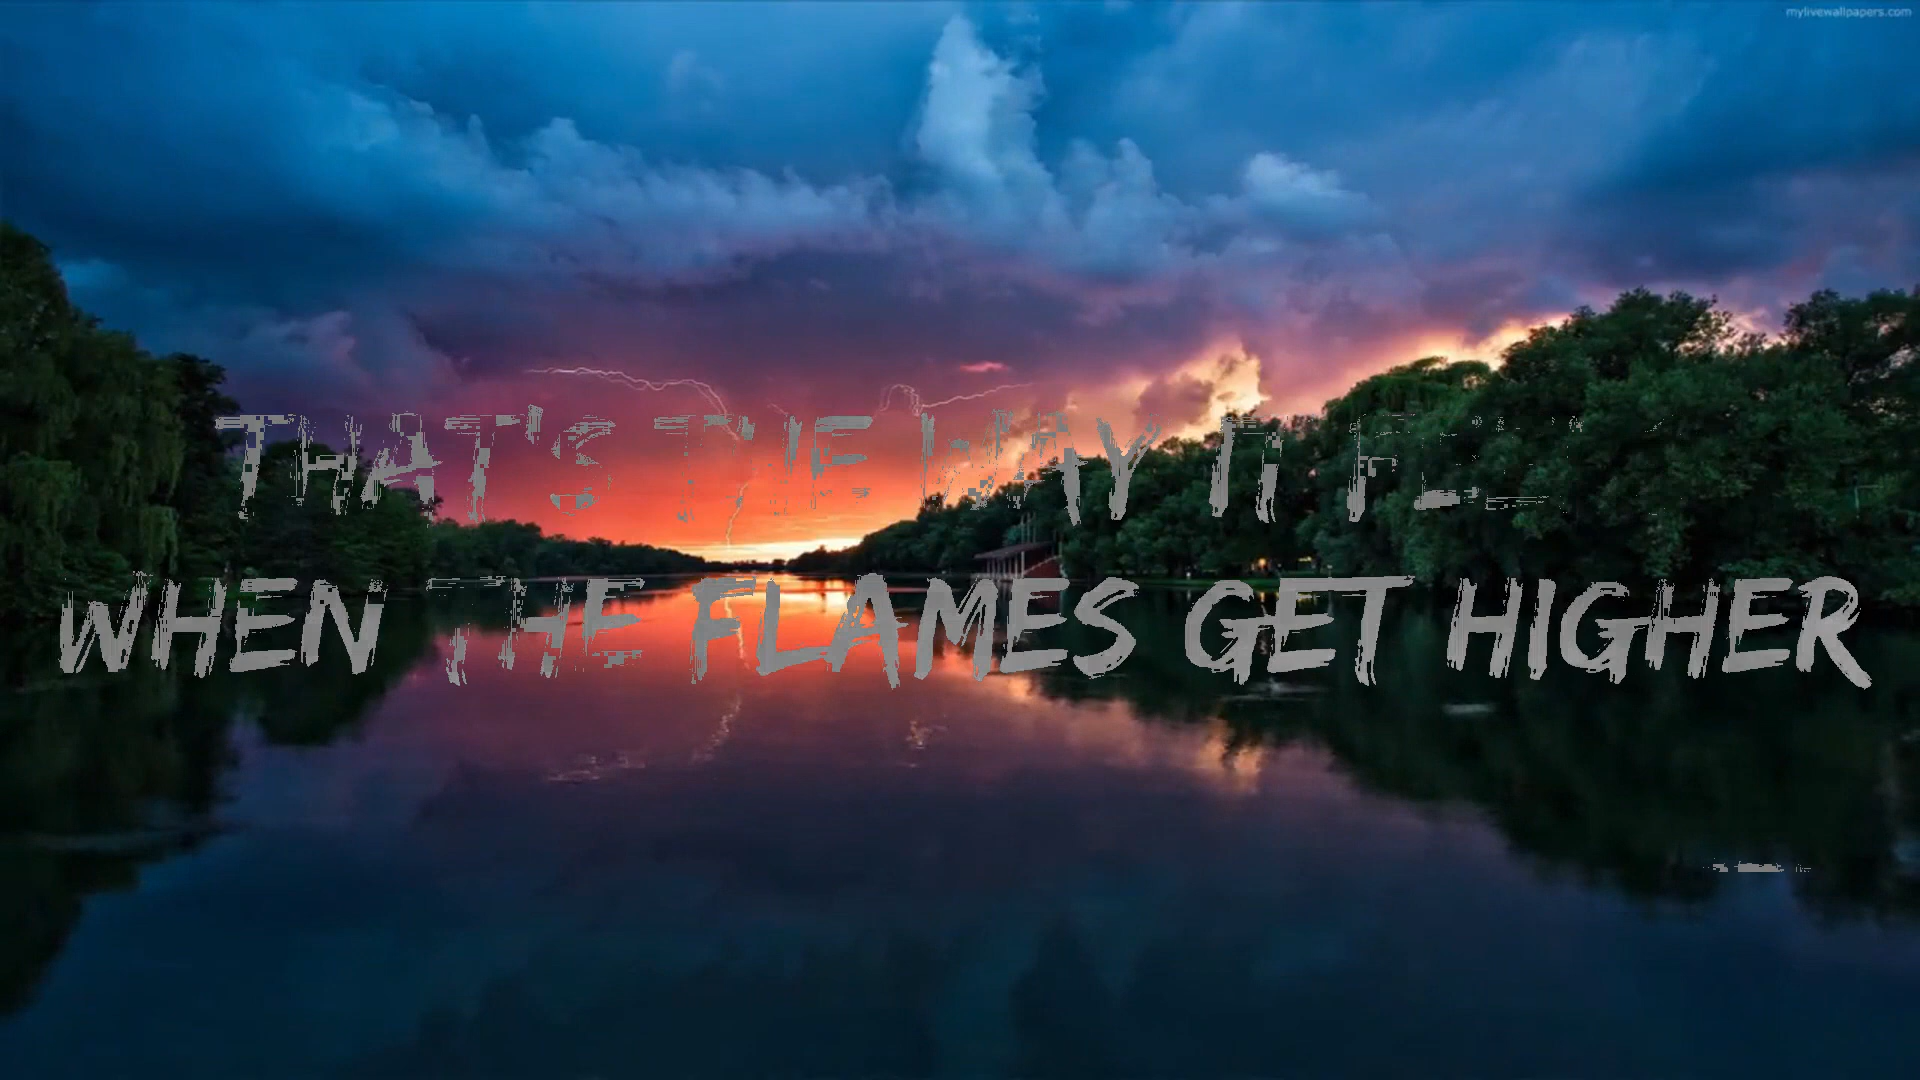 mylivewallpapers.com
THAT'S THE WAY IT
WHEN THE FLAMES GET HIGHER